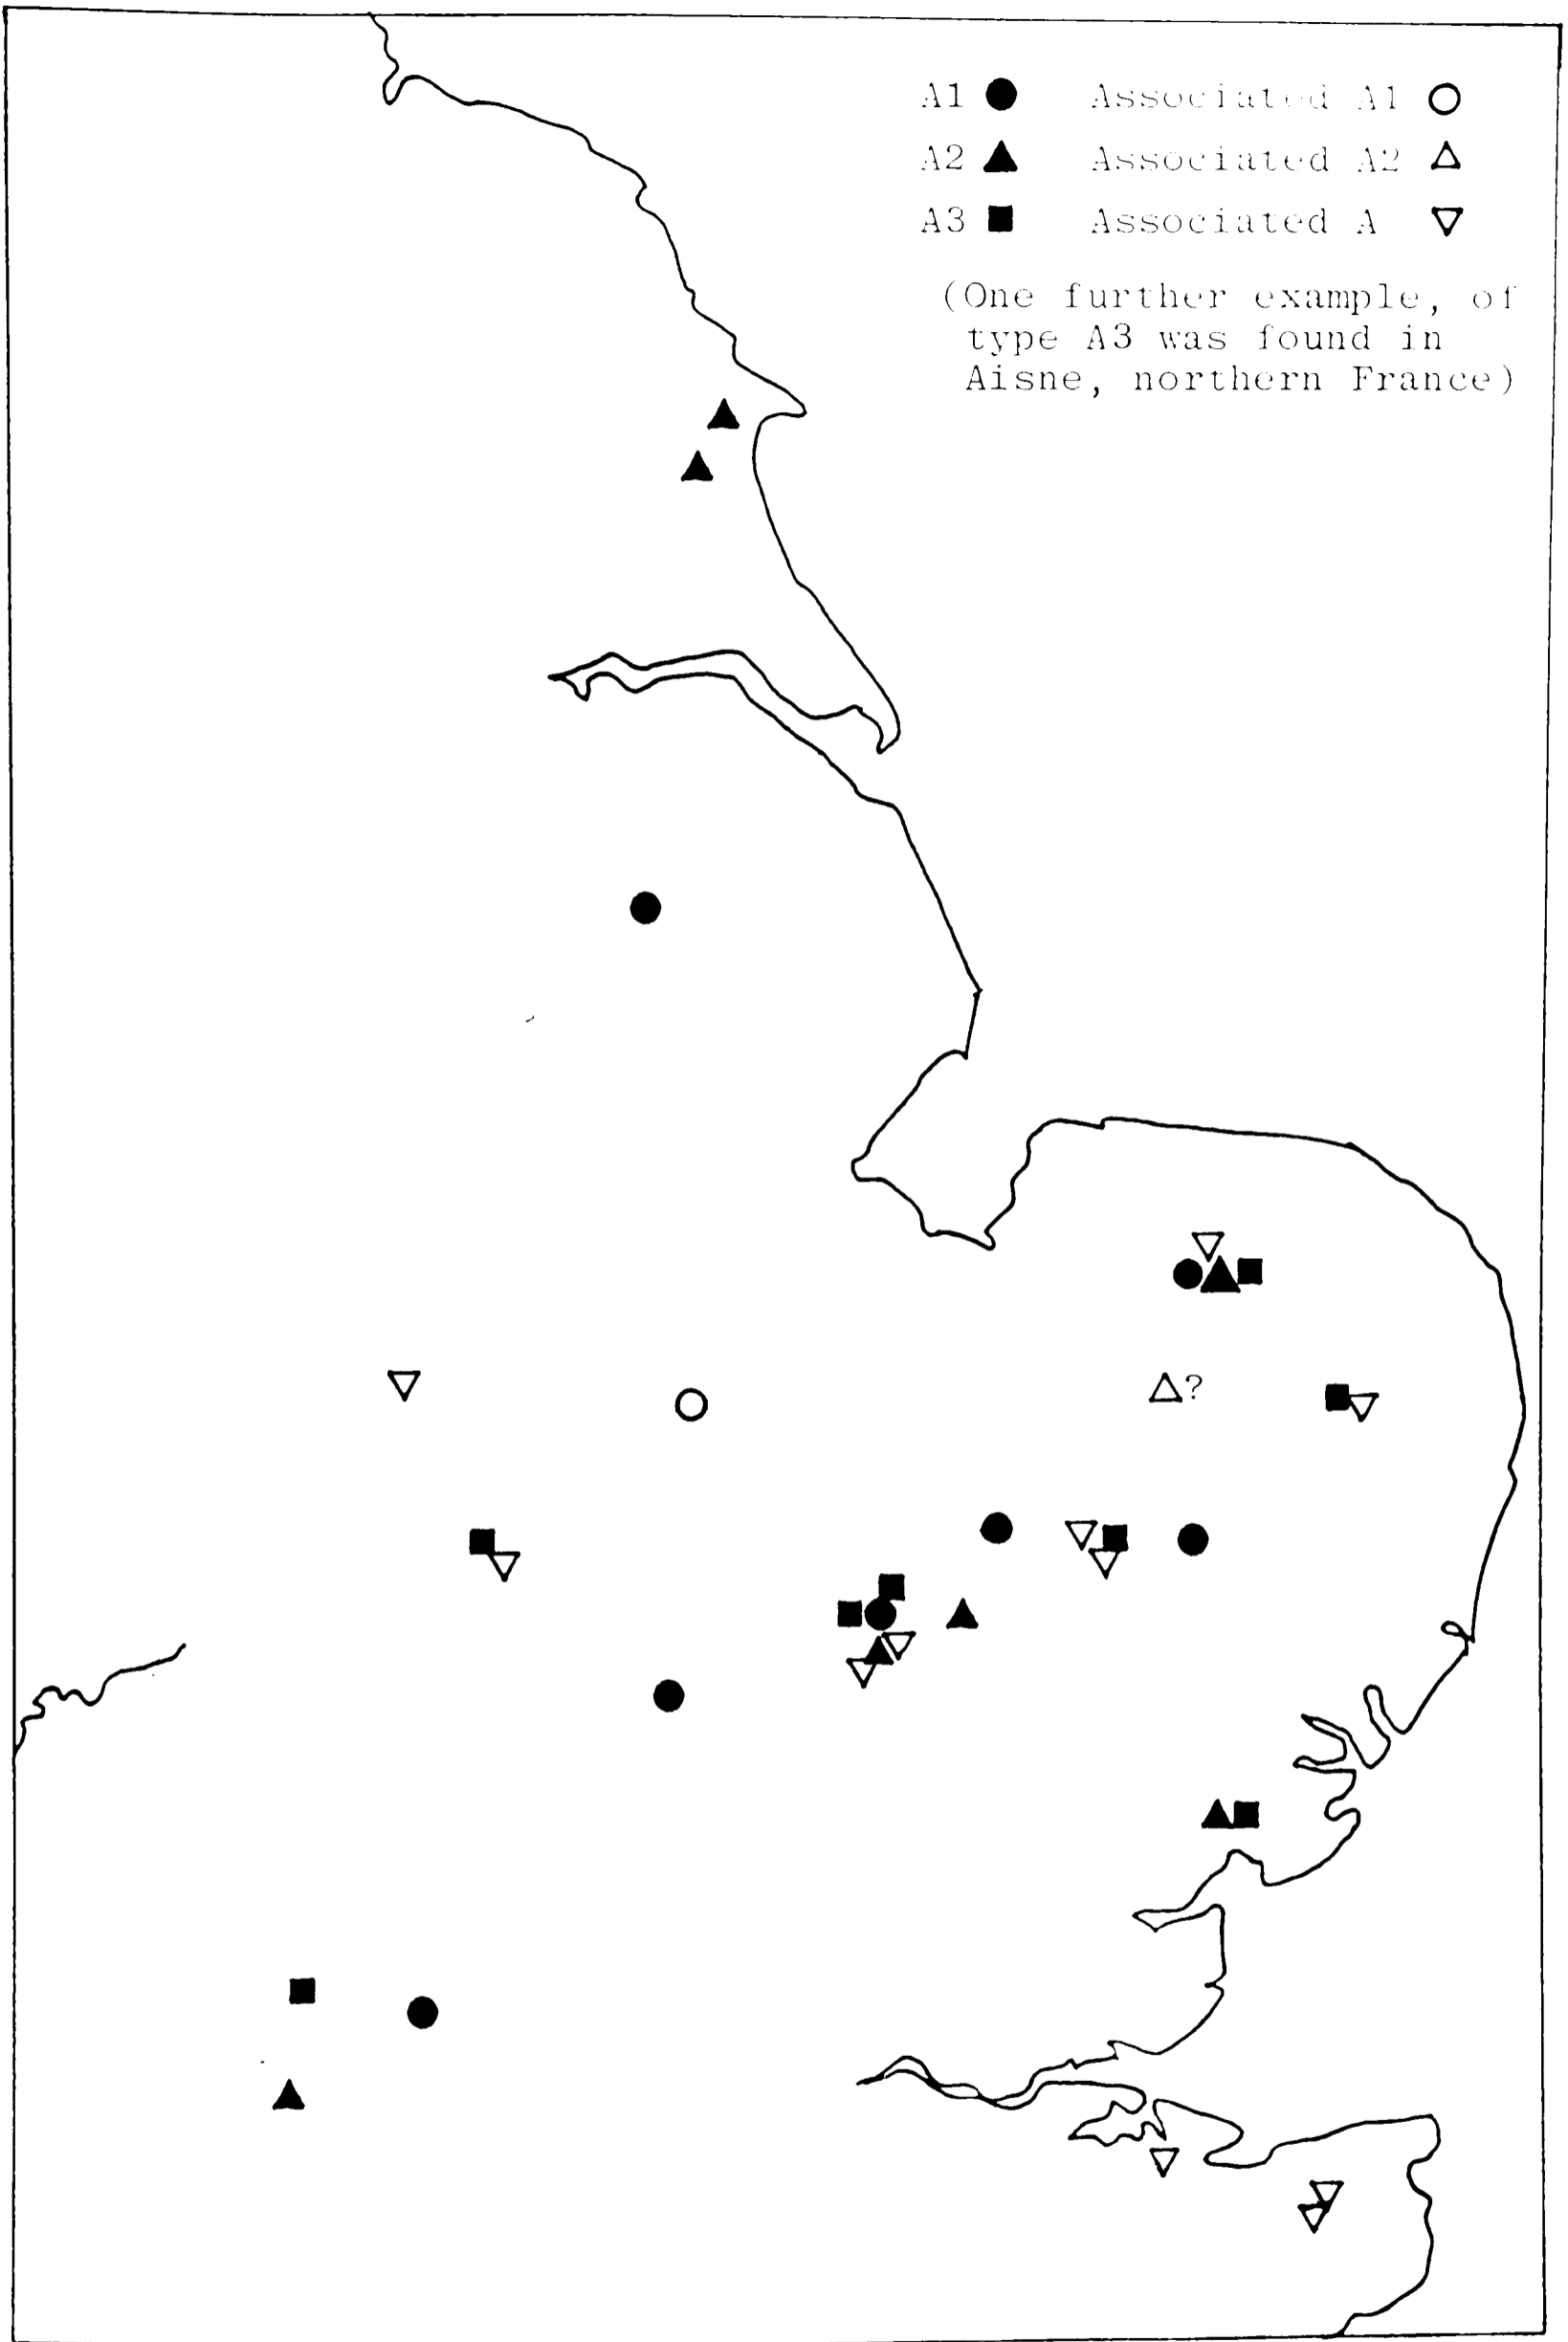 A1 ● Associated A1 ○
A2 ▲ Associated A2 △
A3 ■ Associated A ▽
(One further example, of
type A3 was found in
Aisne, northern France)
?